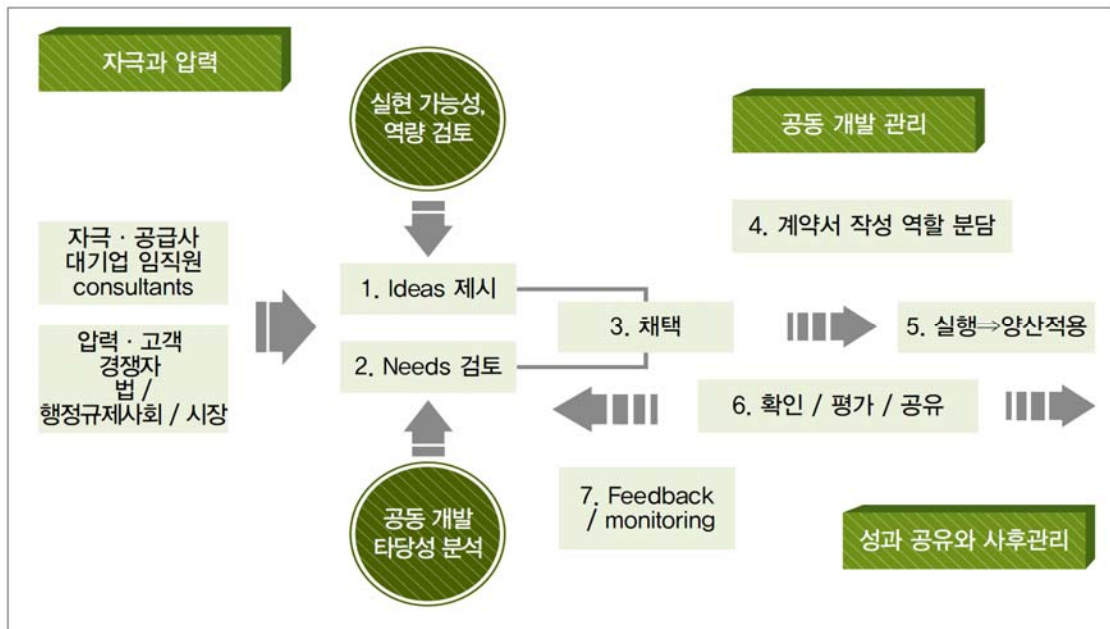 자극과 압력
실현 가능성,
역량 검토
공동 개발 관리
4. 계약서 작성 역할 분담
자극 · 공급사
대기업 임직원
consultants
1. Ideas 제시
3. 채택
5. 실행⇒양산적용
압력 · 고객
경쟁자
법 /
행정규제사회 / 시장
2. Needs 검토
6. 확인 / 평가 / 공유
7. Feedback
/ monitoring
공동 개발
타당성 분석
성과 공유와 사후관리